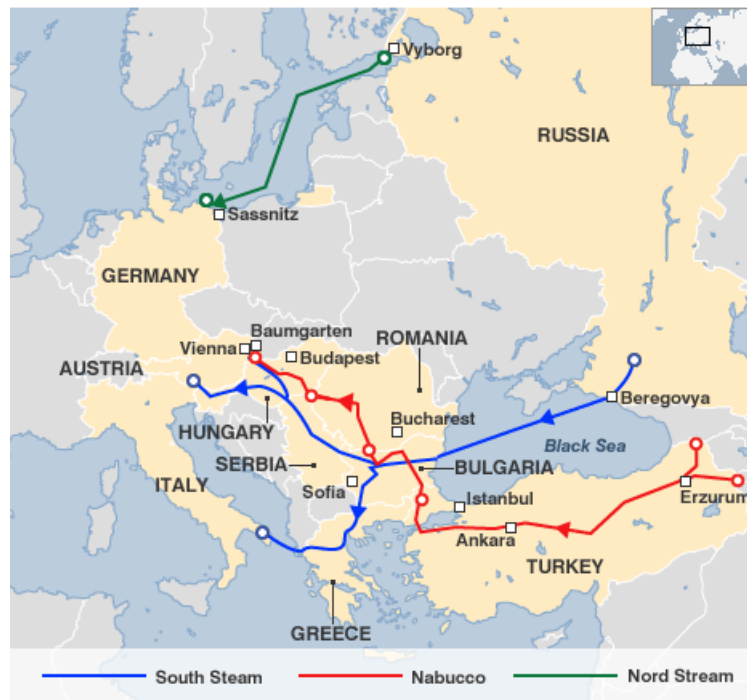 Vyborg
RUSSIA
Sassnitz
GERMANY
Baumgarten
ROMANIA
Vienna
Budapest
AUSTRIA
Beregovya
Bucharest
HUNGARY
Black Sea
SERBIA
BULGARIA
ITALY
Sofia
Istanbul
Erzurum
Ankara
TURKEY
GREECE
South Steam
Nabucco
Nord Stream